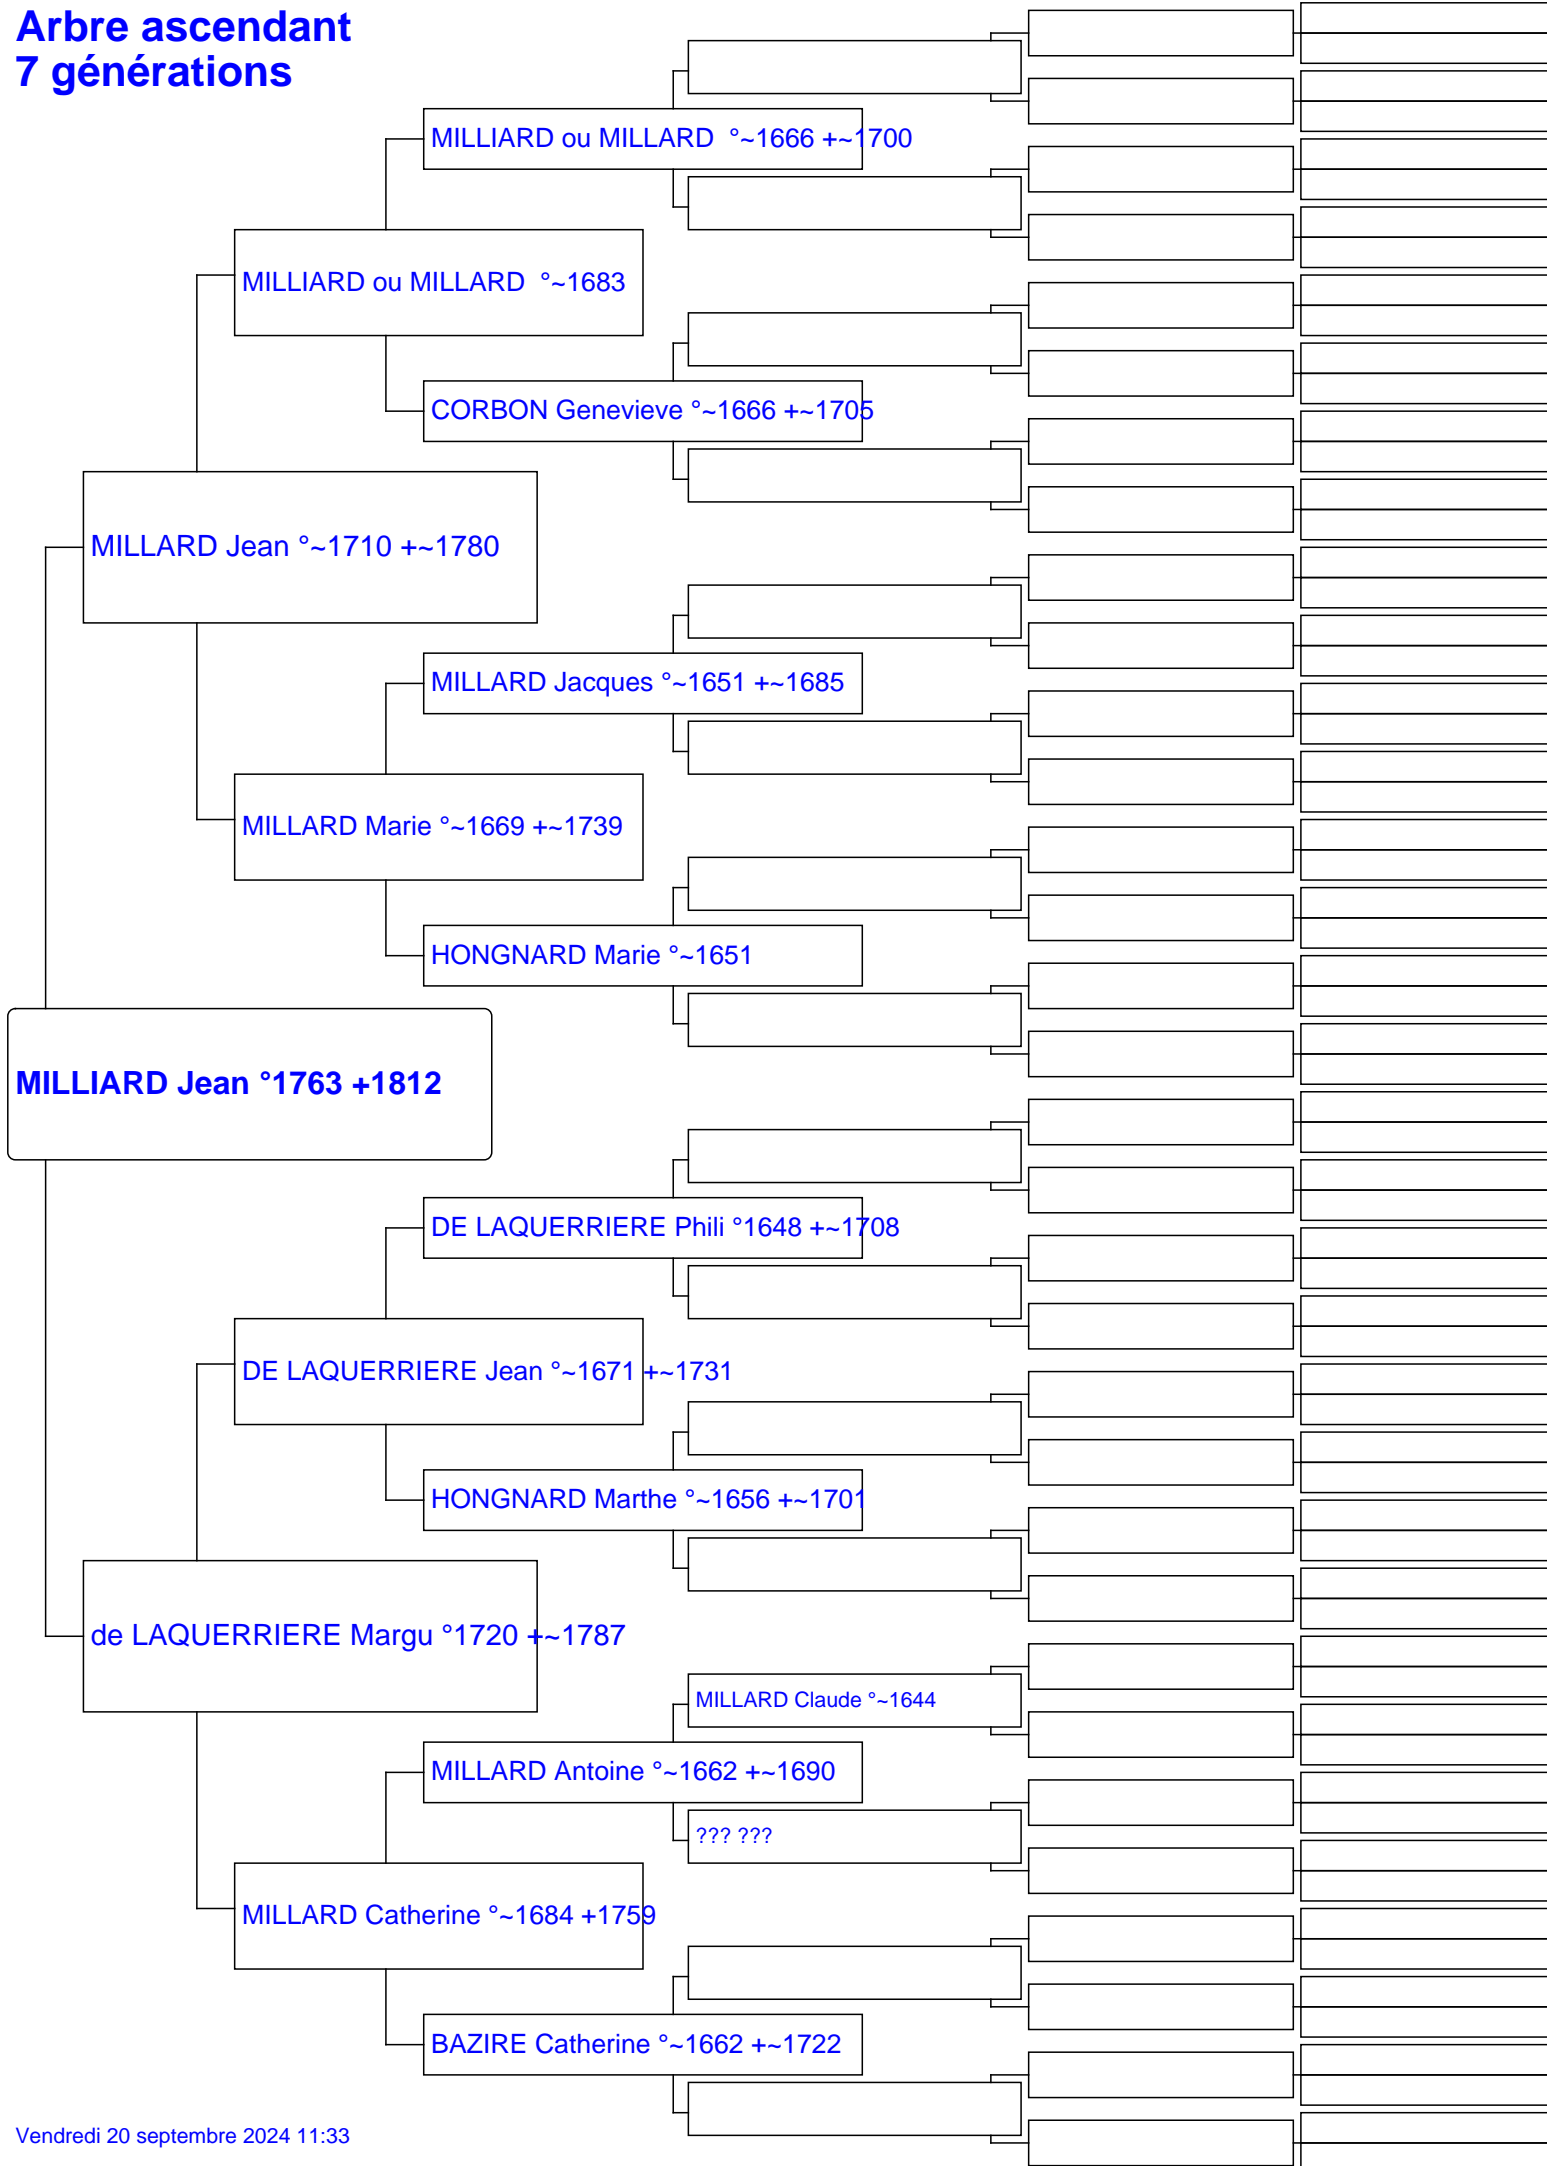 Arbre ascendant
7 générations
MILLIARD ou MILLARD  °~1666 +~1700
MILLIARD ou MILLARD  °~1683
CORBON Genevieve °~1666 +~1705
MILLARD Jean °~1710 +~1780
MILLARD Jacques °~1651 +~1685
MILLARD Marie °~1669 +~1739
HONGNARD Marie °~1651
MILLIARD Jean °1763 +1812
DE LAQUERRIERE Phili °1648 +~1708
DE LAQUERRIERE Jean °~1671 +~1731
HONGNARD Marthe °~1656 +~1701
de LAQUERRIERE Margu °1720 +~1787
MILLARD Claude °~1644
MILLARD Antoine °~1662 +~1690
??? ???
MILLARD Catherine °~1684 +1759
BAZIRE Catherine °~1662 +~1722
Vendredi 20 septembre 2024 11:33